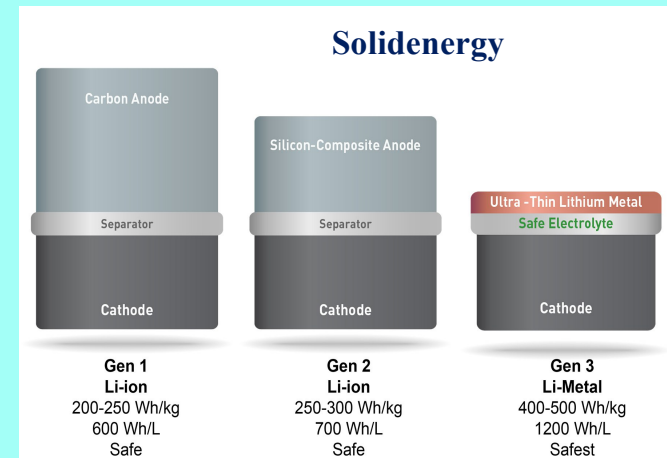 Solidenergy
Carbon Anode
Separator
Cathode
Gen 1
Li-ion
200-250 Wh/kg
600 Wh/L
Safe
Silicon-Composite Anode
Separator
Cathode
Gen 2
Li-ion
250-300 Wh/kg
700 Wh/L
Safe
Ultra -Thin Lithium Metal
Safe Electrolyte
Cathode
Gen 3
Li-Metal
400-500 Wh/kg
1200 Wh/L
Safest